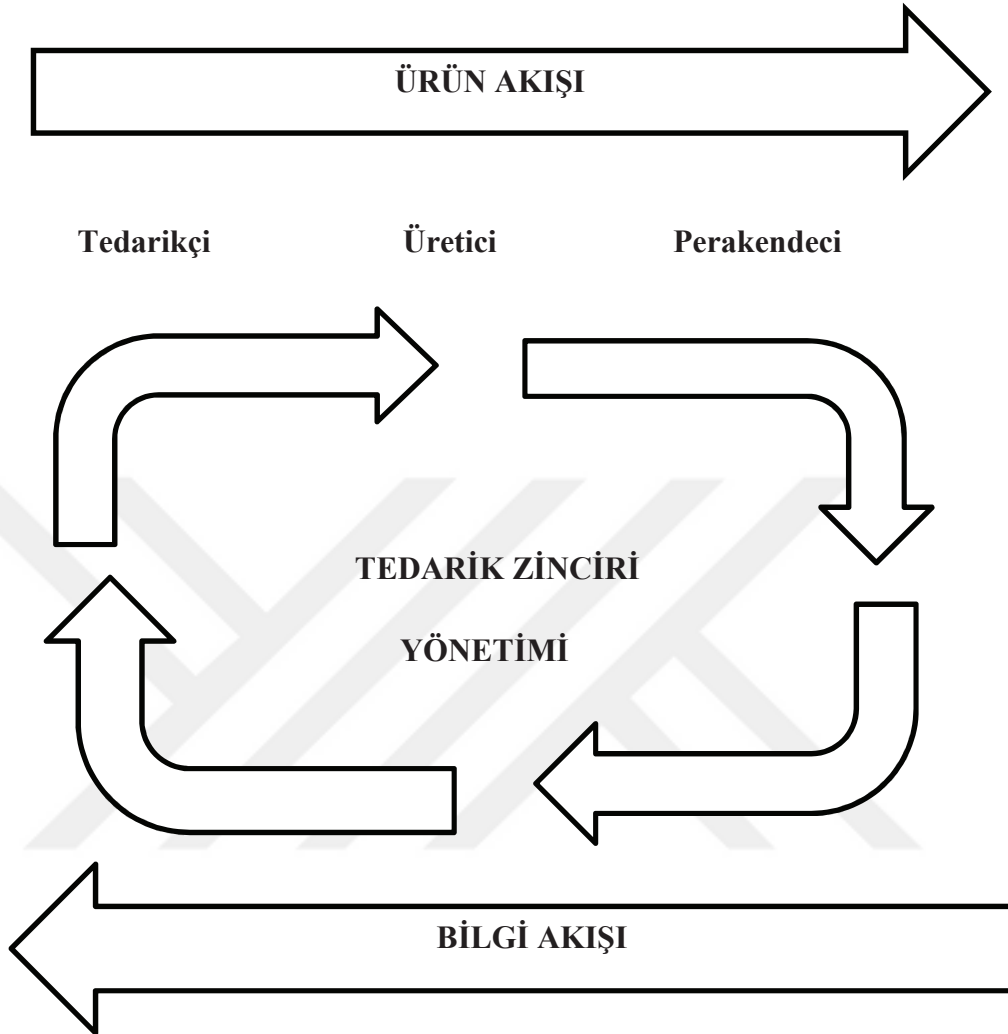 ÜRÜN AKIŞI
Tedarikçi Üretici Perakendeci
TEDARİK ZİNCİRİ
YÖNETİMİ
BİLGİ AKIŞI